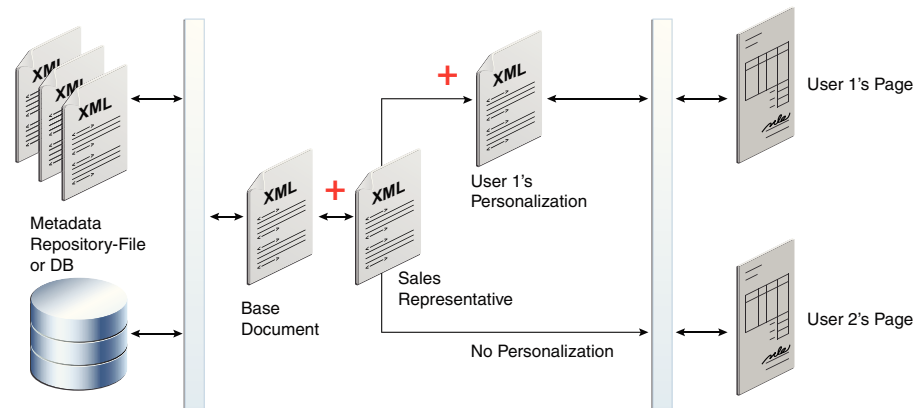 XML
XML
XML
Metadata
Repository-File
or DB
XML
Base
Document
XML
Sales
Representative
XML
User 1's
Personalization
No Personalization
User 1's Page
User 2's Page